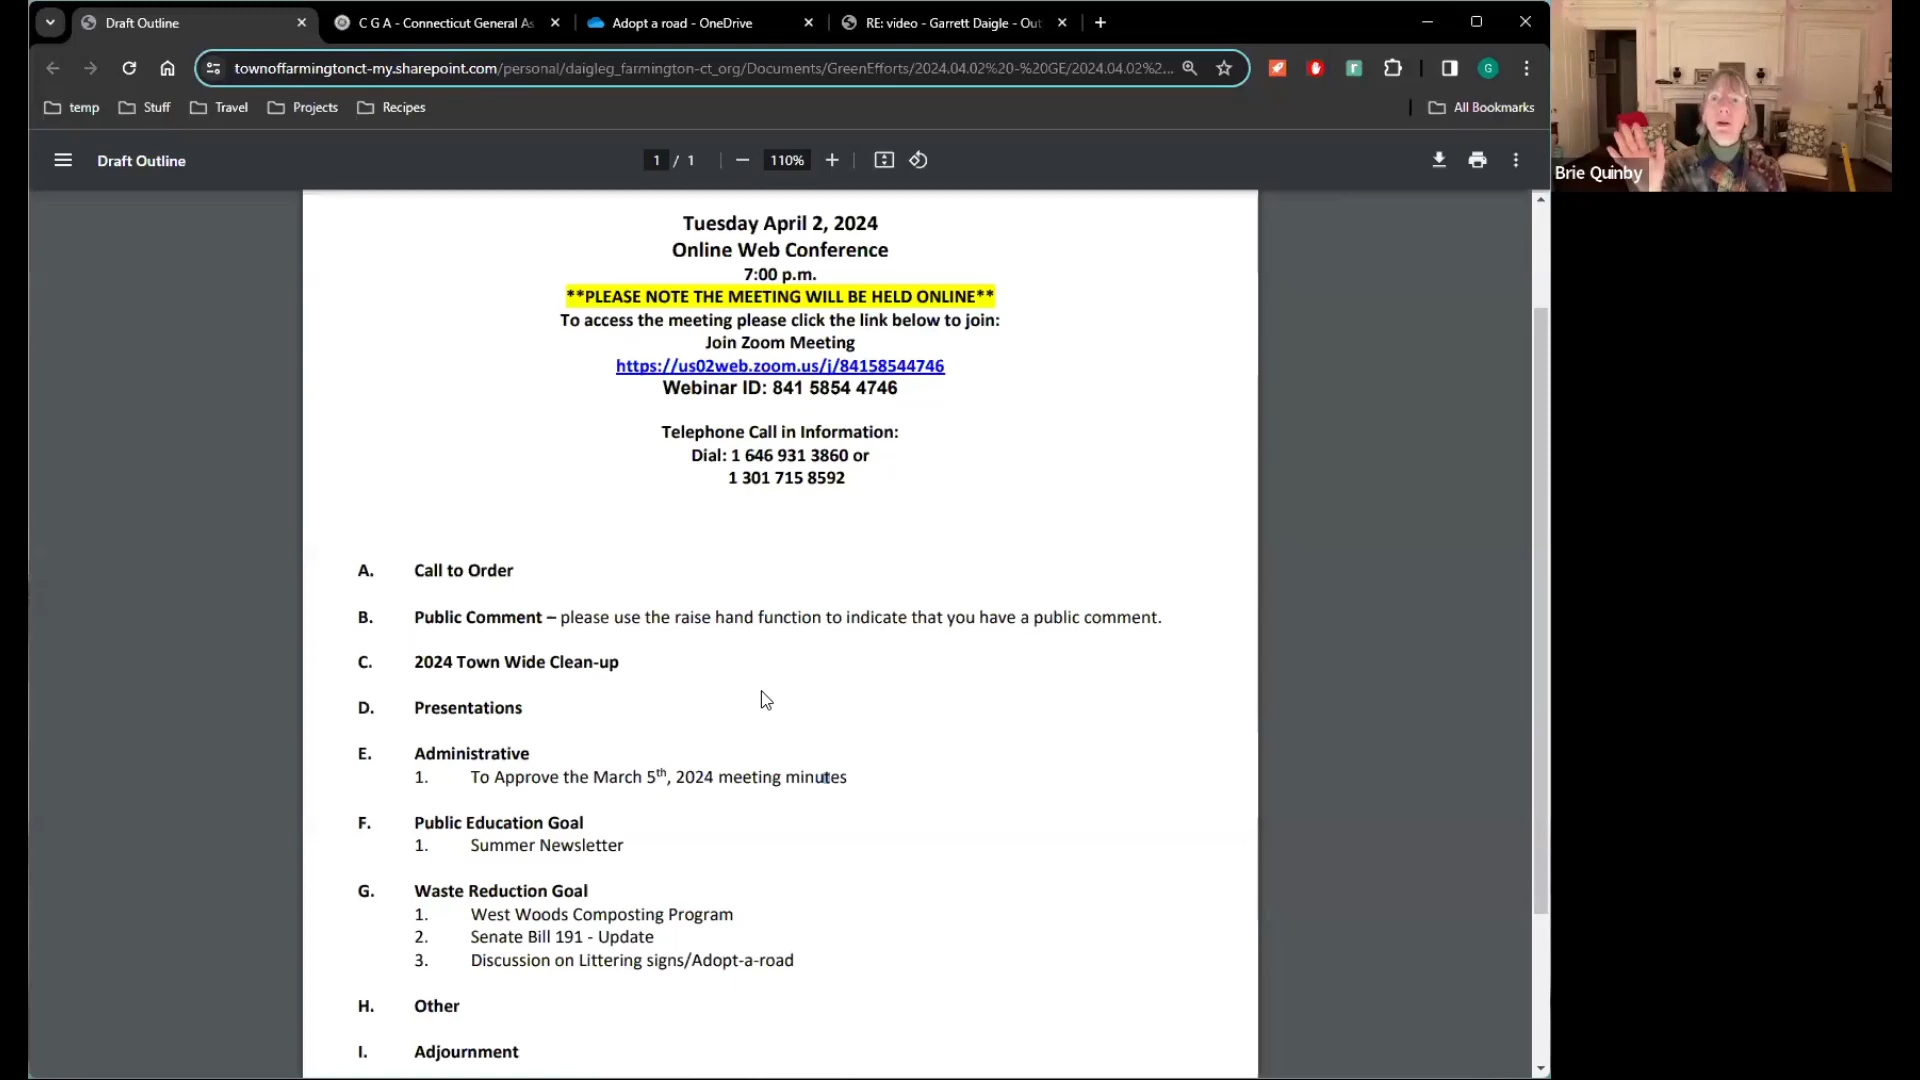 Draft Outline
C G A - Connecticut General As
Adopt a road - OneDrive
RE: video - Garrett Daigle - Out
townoffarmingtonct-my.sharepoint.com/personal/daigleg_farmington-ct_org/Documents/GreenEfforts/2024.04.02%20-%20GE/2024.04.02%2...
G
temp
Stuff
Travel
Projects
Recipes
All Bookmarks
Draft Outline
1 / 1
110%
Brie Quinby
Tuesday April 2, 2024
Online Web Conference
7:00 p.m.
**PLEASE NOTE THE MEETING WILL BE HELD ONLINE**
To access the meeting please click the link below to join:
Join Zoom Meeting
https://us02web.zoom.us/j/84158544746
Webinar ID: 841 5854 4746
Telephone Call in Information:
Dial: 1 646 931 3860 or
1 301 715 8592
A. Call to Order
B. Public Comment – please use the raise hand function to indicate that you have a public comment.
C. 2024 Town Wide Clean-up
D. Presentations
E. Administrative
1. To Approve the March 5th, 2024 meeting minutes
F. Public Education Goal
1. Summer Newsletter
G. Waste Reduction Goal
1. West Woods Composting Program
2. Senate Bill 191 - Update
3. Discussion on Littering signs/Adopt-a-road
H. Other
I. Adjournment